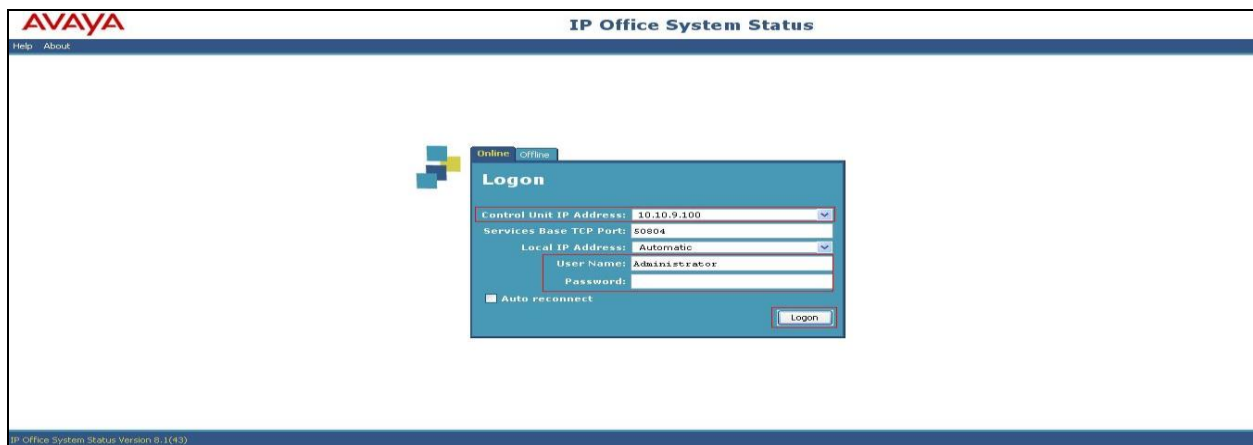 AVAYA
IP Office System Status
Help About
Online Offline
Logon
Control Unit IP Address: 10.10.9.100
Services Base TCP Port: 50804
Local IP Address: Automatic
User Name: Administrator
Password:
Auto reconnect
Logon
IP Office System Status Version 8.1(43)